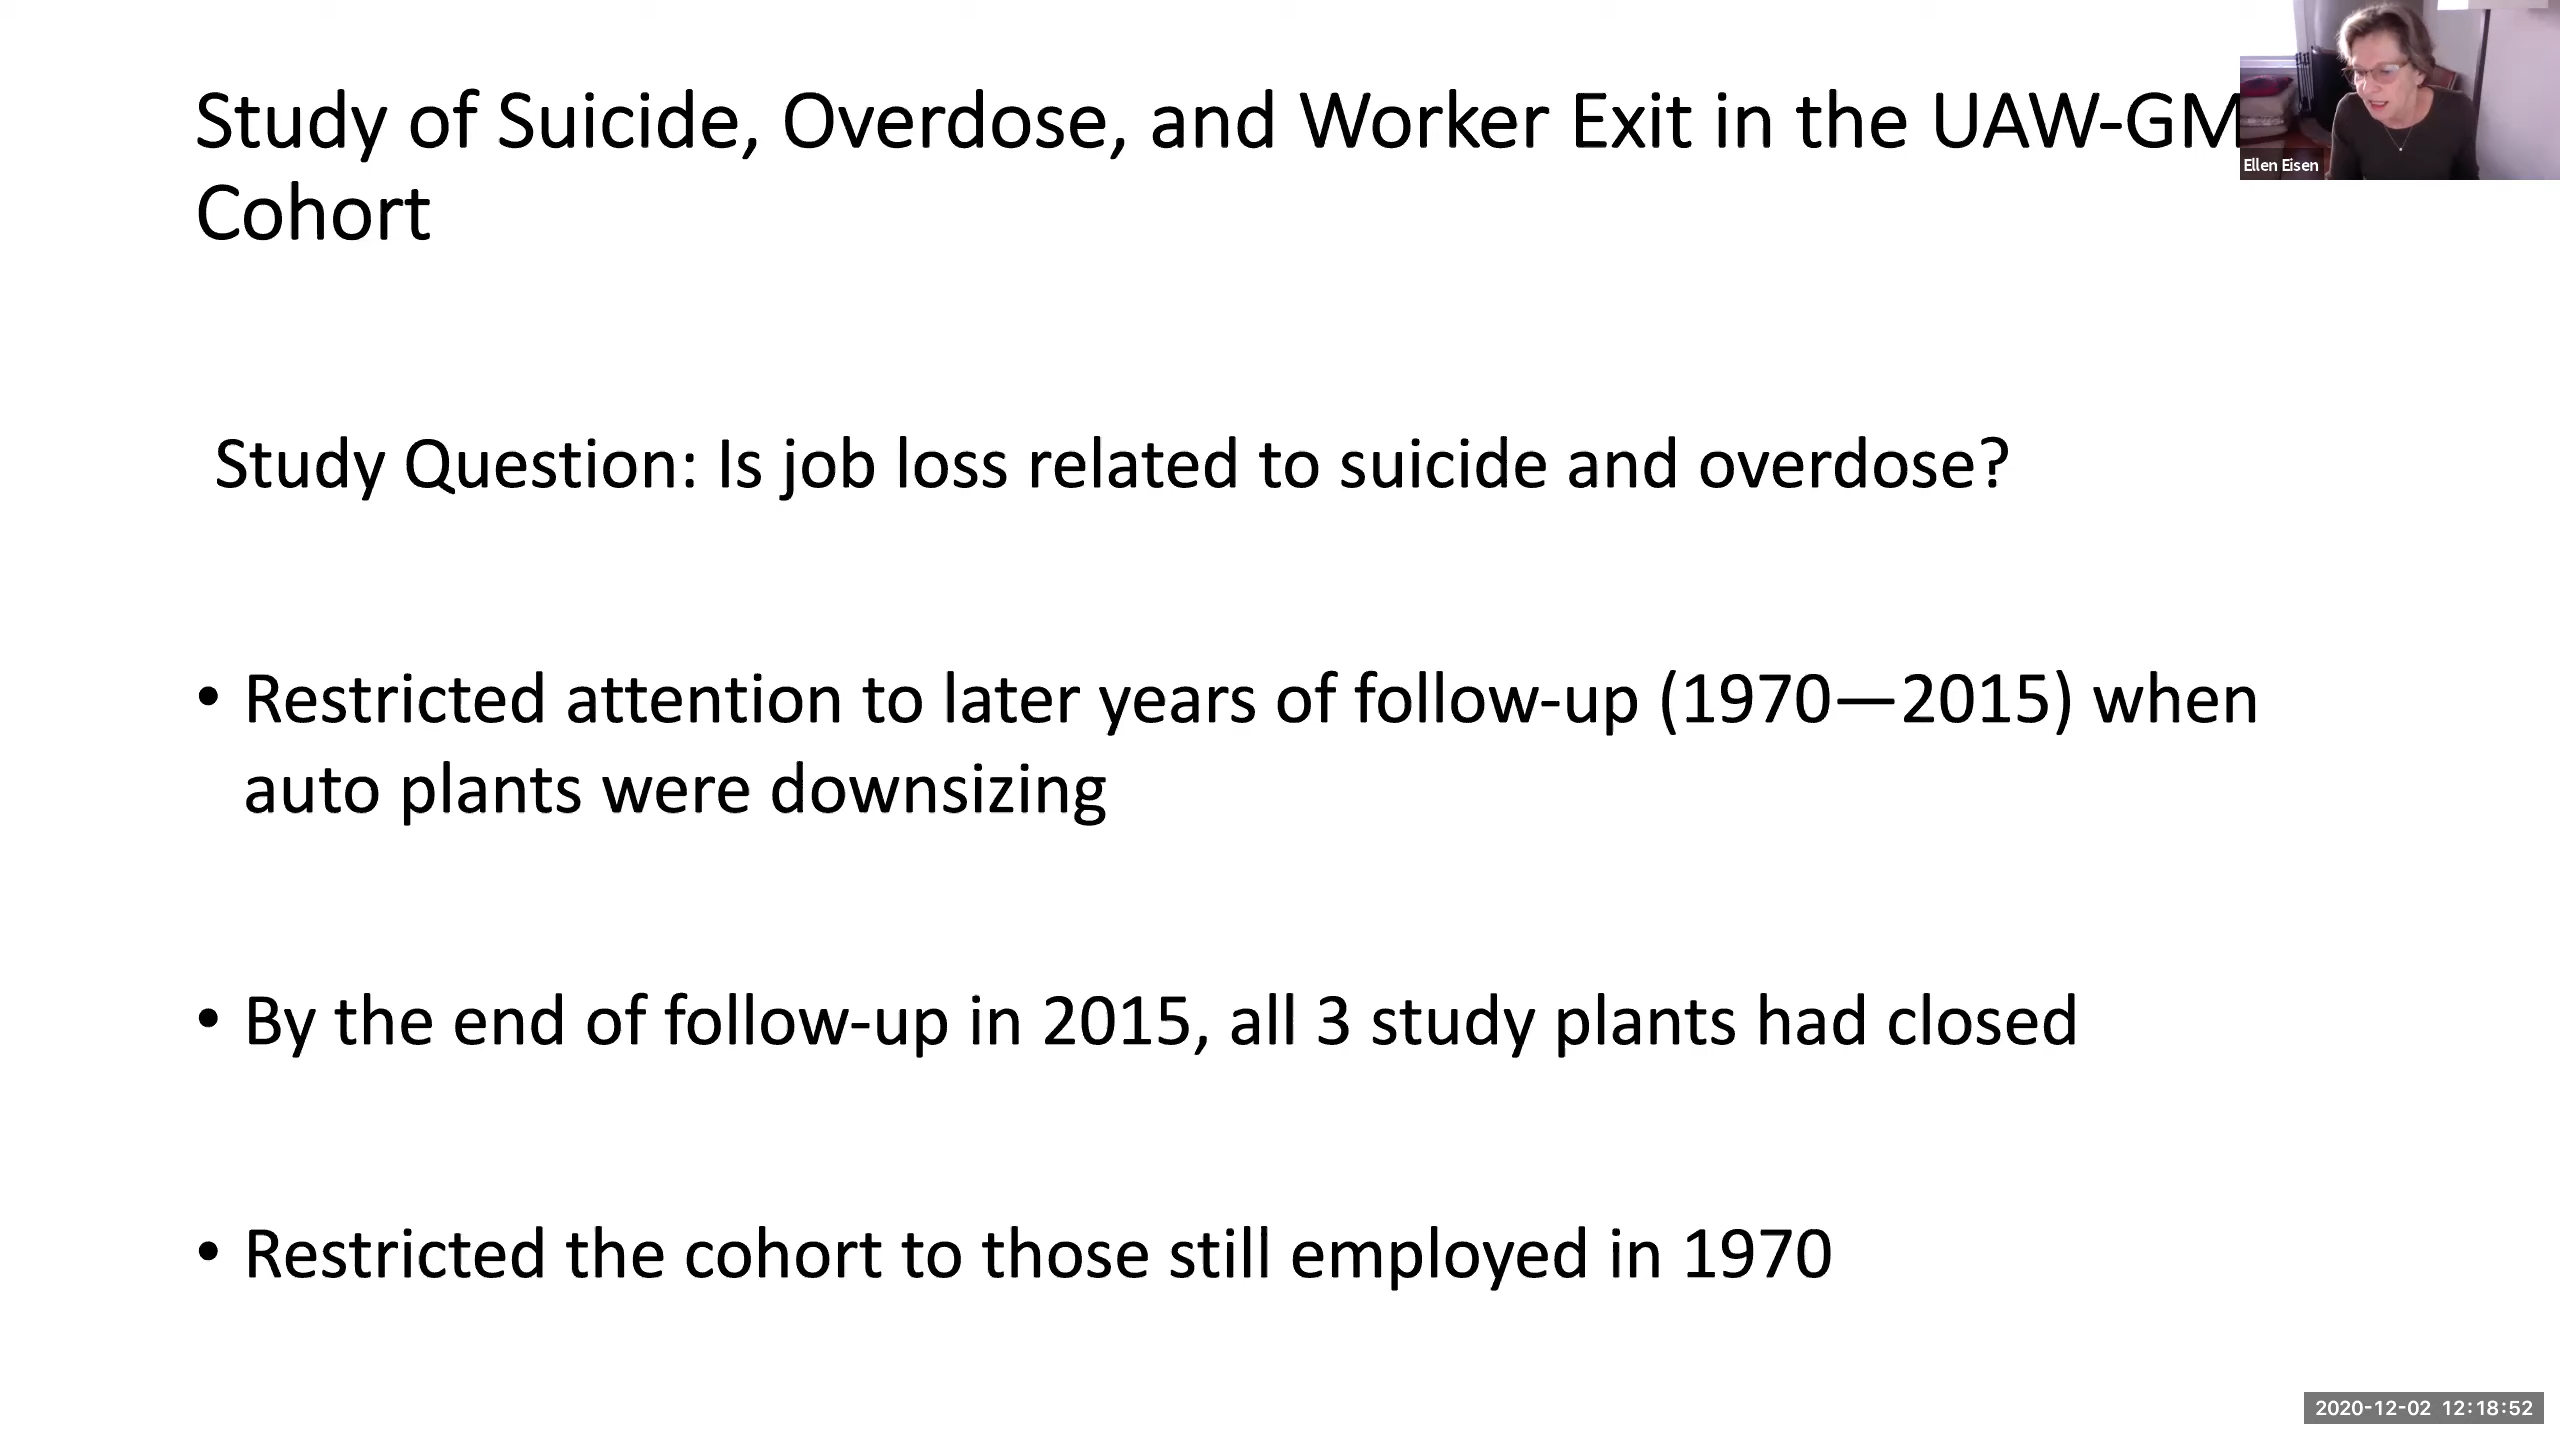 Study of Suicide, Overdose, and Worker Exit in the UAW-GM
Cohort
Ellen Eisen
Study Question: Is job loss related to suicide and overdose?
• Restricted attention to later years of follow-up (1970—2015) when
auto plants were downsizing
• By the end of follow-up in 2015, all 3 study plants had closed
• Restricted the cohort to those still employed in 1970
2020-12-02 12:18:52